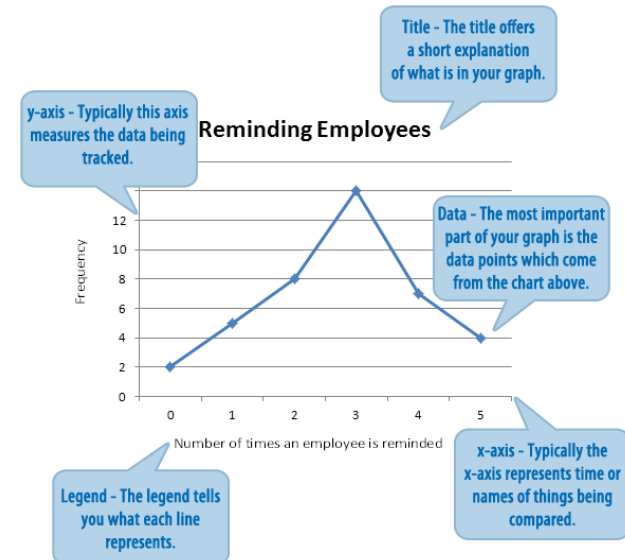 Title - The title offers
a short explanation
of what is in your graph.
y-axis - Typically this axis
measures the data being
tracked.
Reminding Employees
Data - The most important
part of your graph is the
data points which come
from the chart above.
Frequency
12
10
8
6
4
2
0
0 1 2 3 4 5
Number of times an employee is reminded
x-axis - Typically the
x-axis represents time or
names of things being
compared.
Legend - The legend tells
you what each line
represents.